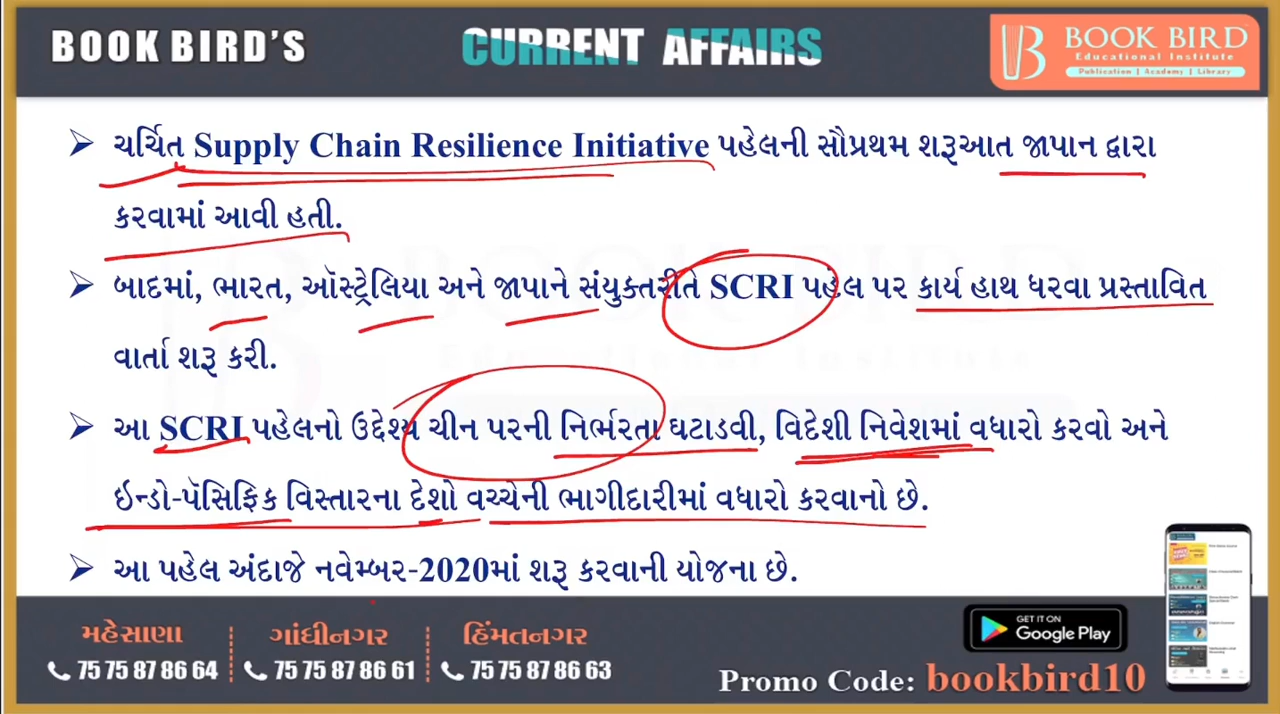 BOOK BIRD'S
CURRENT AFFAIRS
BOOK BIRD
Educational Institute
Publication | Academy | Library
➢ ચર્ચિત Supply Chain Resilience Initiative પહેલની સૌપ્રથમ શરૂઆત જાપાન દ્વારા
કરવામાં આવી હતી.
➢ બાદમાં, ભારત, ઑસ્ટ્રેલિયા અને જાપાને સંયુક્તરીતે SCRI પહેલ પર કાર્ય હાથ ધરવા પ્રસ્તાવિત
વાર્તા શરૂ કરી.
➢ આ SCRI પહેલનો ઉદ્દેશ્ય ચીન પરની નિર્ભરતા ઘટાડવી, વિદેશી નિવેશમાં વધારો કરવો અને
ઇન્ડો-પૅસિફિક વિસ્તારના દેશો વચ્ચેની ભાગીદારીમાં વધારો કરવાનો છે.
➢ આ પહેલ અંદાજે નવેમ્બર-2020માં શરૂ કરવાની યોજના છે.
મહેસાણા
75 75 87 86 64
ગાંધીનગર
75 75 87 86 61
હિંમતનગર
75 75 87 86 63
GET IT ON
Google Play
Promo Code: bookbird10